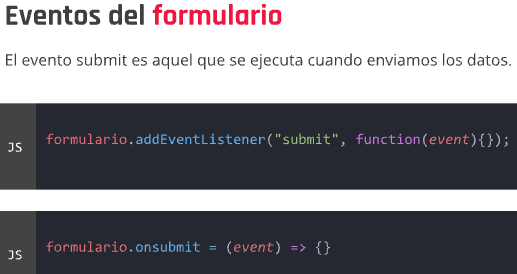 Eventos del formulario
El evento submit es aquel que se ejecuta cuando enviamos los datos.
JS
formulario.addEventListener("submit", function(event){});
JS
formulario.onsubmit = (event) => {}